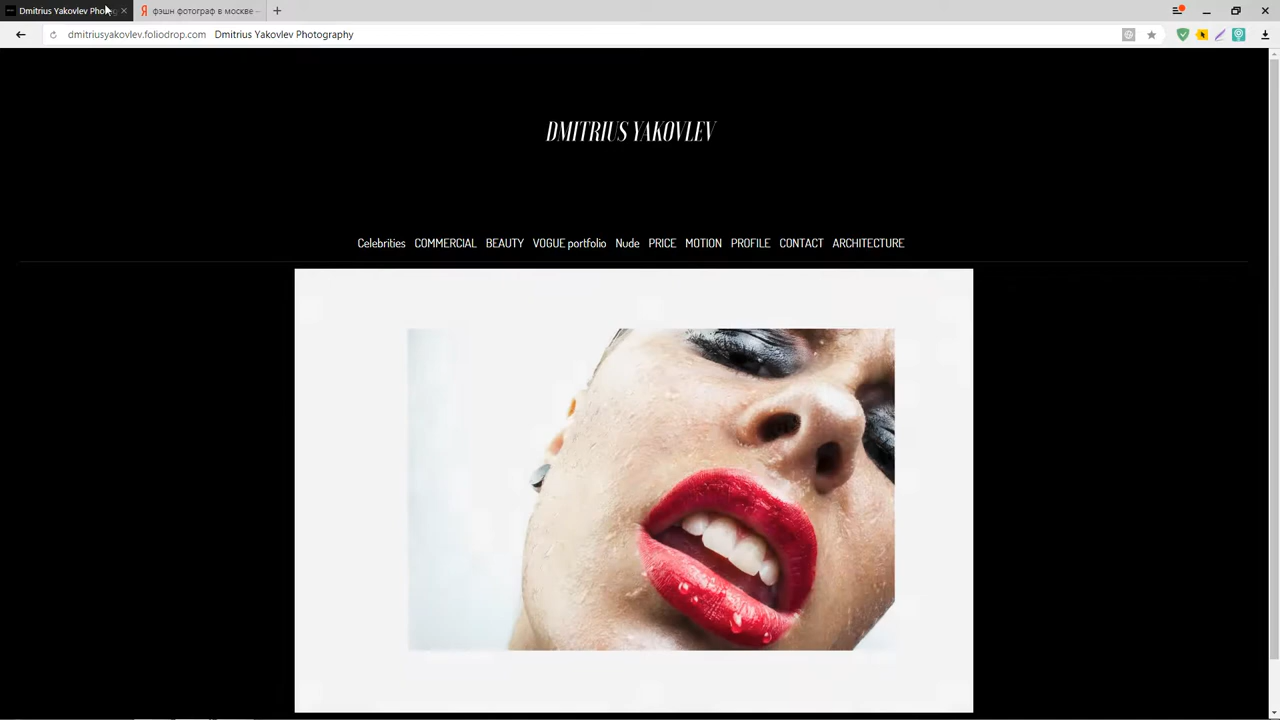 Dmitrius Yakovlev Photog
фэшн фотограф в москве –
dmitriusyakovlev.foliodrop.com Dmitrius Yakovlev Photography
DMITRIUS YAKOVLEV
Celebrities COMMERCIAL BEAUTY VOGUE portfolio Nude PRICE MOTION PROFILE CONTACT ARCHITECTURE